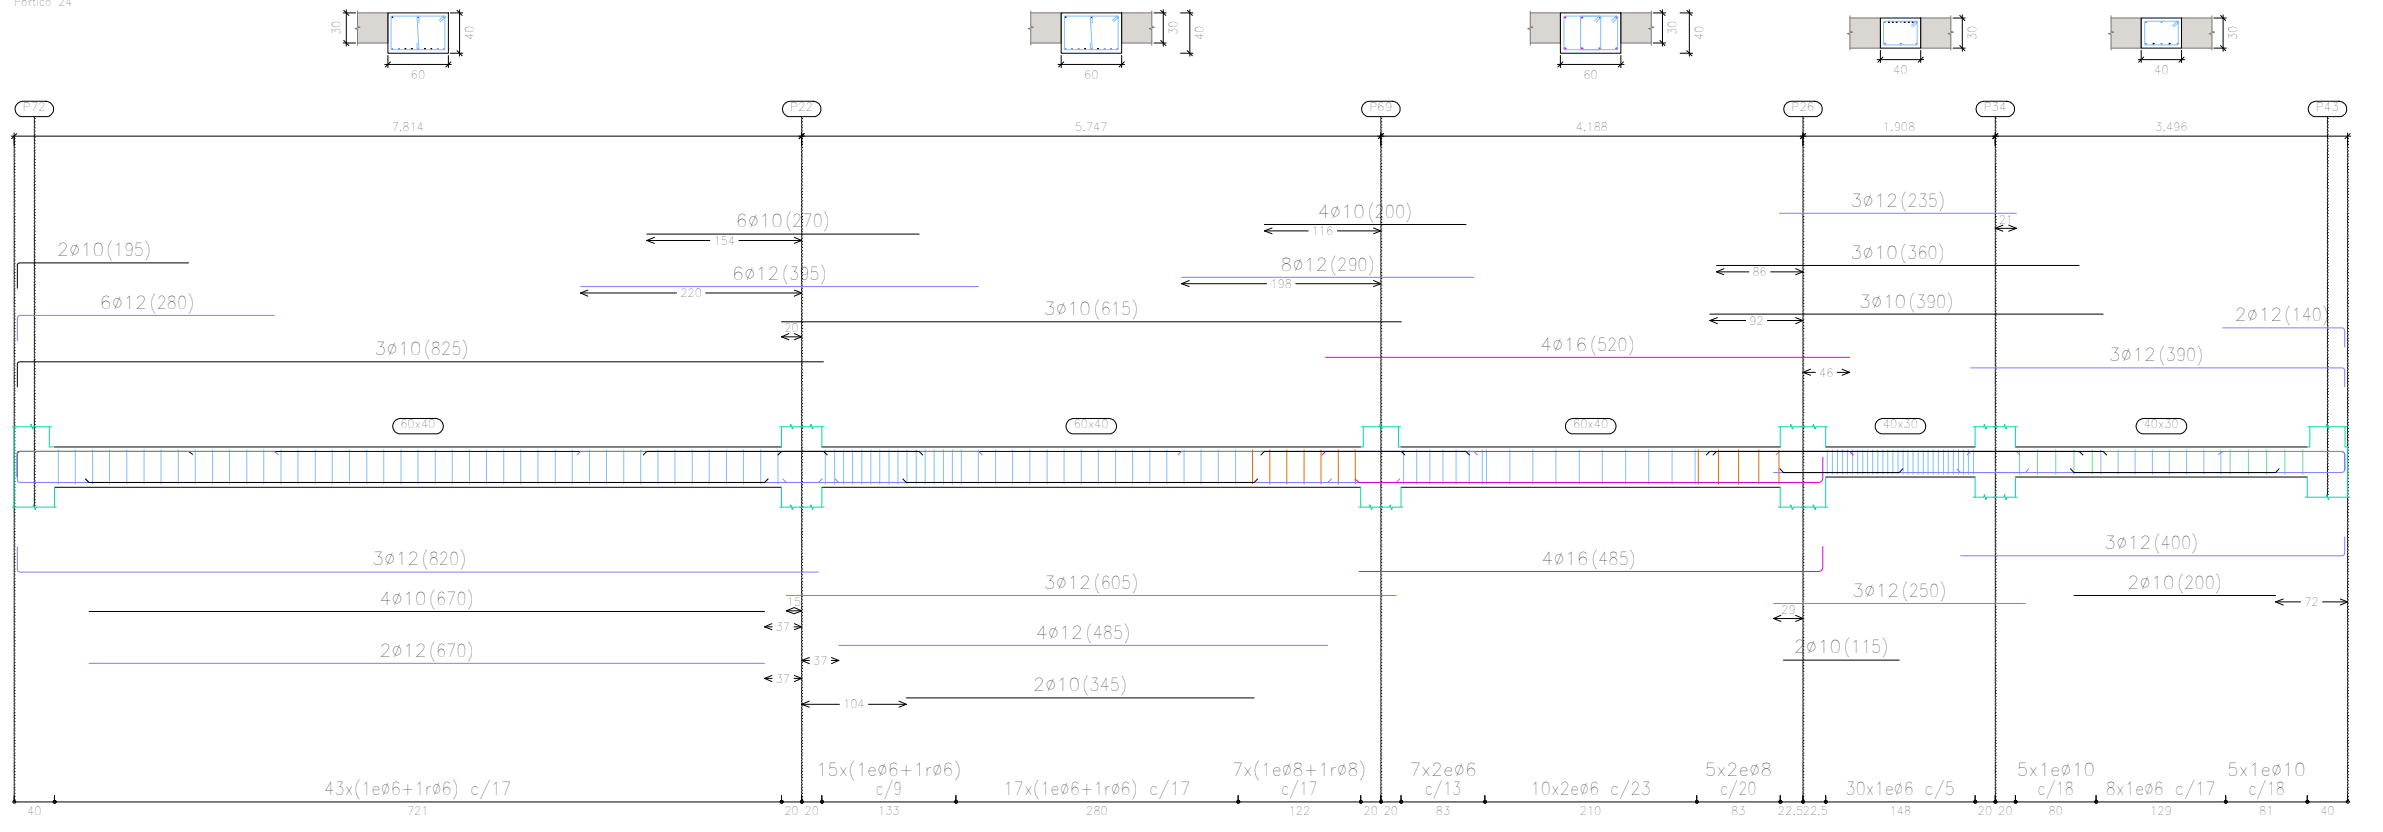 Pórtico 24
30 40 60
30 40 60
30 40 60
30 40
30 40
P72 P22 P69 P26 P34 P43
7.814 5.747 4.188 1.908 3.496
3ø12(235)
6ø10(270) 4ø10(200) 21
154 116
2ø10(195) 3ø10(360)
6ø12(395) 8ø12(290) 86
220 198
6ø12(280) 3ø10(615) 3ø10(390) 2ø12(140)
20 92
3ø10(825) 4ø16(520) 3ø12(390)
46
60x40 60x40 60x40 40x30 40x30
3ø12(820) 4ø16(485) 3ø12(400)
3ø12(605) 3ø12(250) 2ø10(200)
4ø10(670) 15 29 72
37
4ø12(485) 2ø10(115)
2ø12(670) 37
37
2ø10(345)
104
15x(1eø6+1rø6) 7x(1eø8+1rø8) 7x2eø6 5x2eø8 5x1eø10 5x1eø10
43x(1eø6+1rø6) c/17 c/9 17x(1eø6+1rø6) c/17 c/17 c/13 10x2eø6 c/23 c/20 30x1eø6 c/5 c/18 8x1eø6 c/17 c/18
40 721 20 20 133 280 122 20 20 83 210 83 22.5 22.5 148 20 20 80 129 81 40